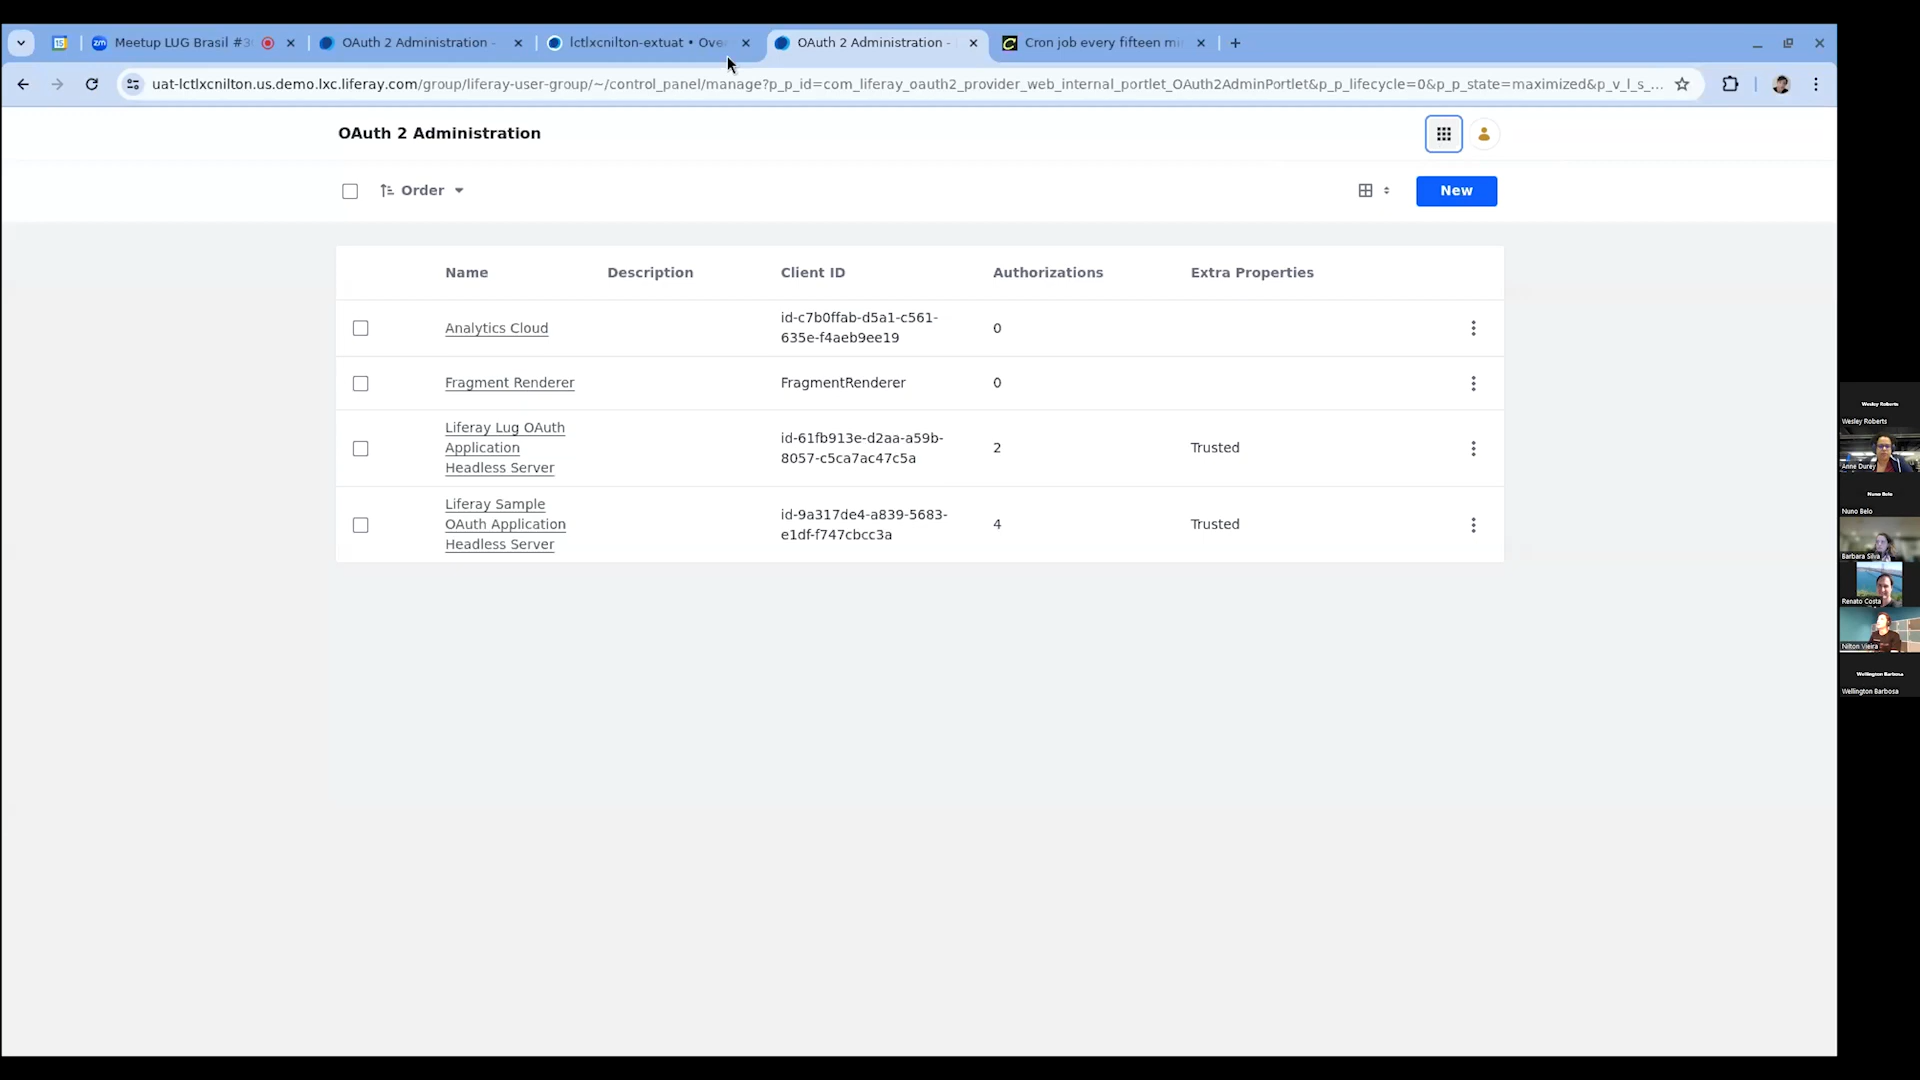 Meetup LUG Brasil #3
OAuth 2 Administration -
lctlxcnilton-extuat • Ove
OAuth 2 Administration -
Cron job every fifteen mi
uat-lctlxcnilton.us.demo.lxc.liferay.com/group/liferay-user-group/~/control_panel/manage?p_p_id=com_liferay_oauth2_provider_web_internal_portlet_OAuth2AdminPortlet&p_p_lifecycle=0&p_p_state=maximized&p_v_l_s_...
OAuth 2 Administration
Order
New
Name Description Client ID Authorizations Extra Properties
Analytics Cloud
id-c7b0ffab-d5a1-c561-
635e-f4aeb9ee19
0
Fragment Renderer FragmentRenderer 0
Liferay Lug OAuth
Application
Headless Server
id-61fb913e-d2aa-a59b-
8057-c5ca7ac47c5a
2
Trusted
Liferay Sample
OAuth Application
Headless Server
id-9a317de4-a839-5683-
e1df-f747cbcc3a
4
Trusted
Wesley Roberts
Wesley Roberts
Anne Durey
Nuno Belo
Nuno Belo
Barbara Silva
Renato Costa
Nilton Vieira
Wellington Barbosa
Wellington Barbosa